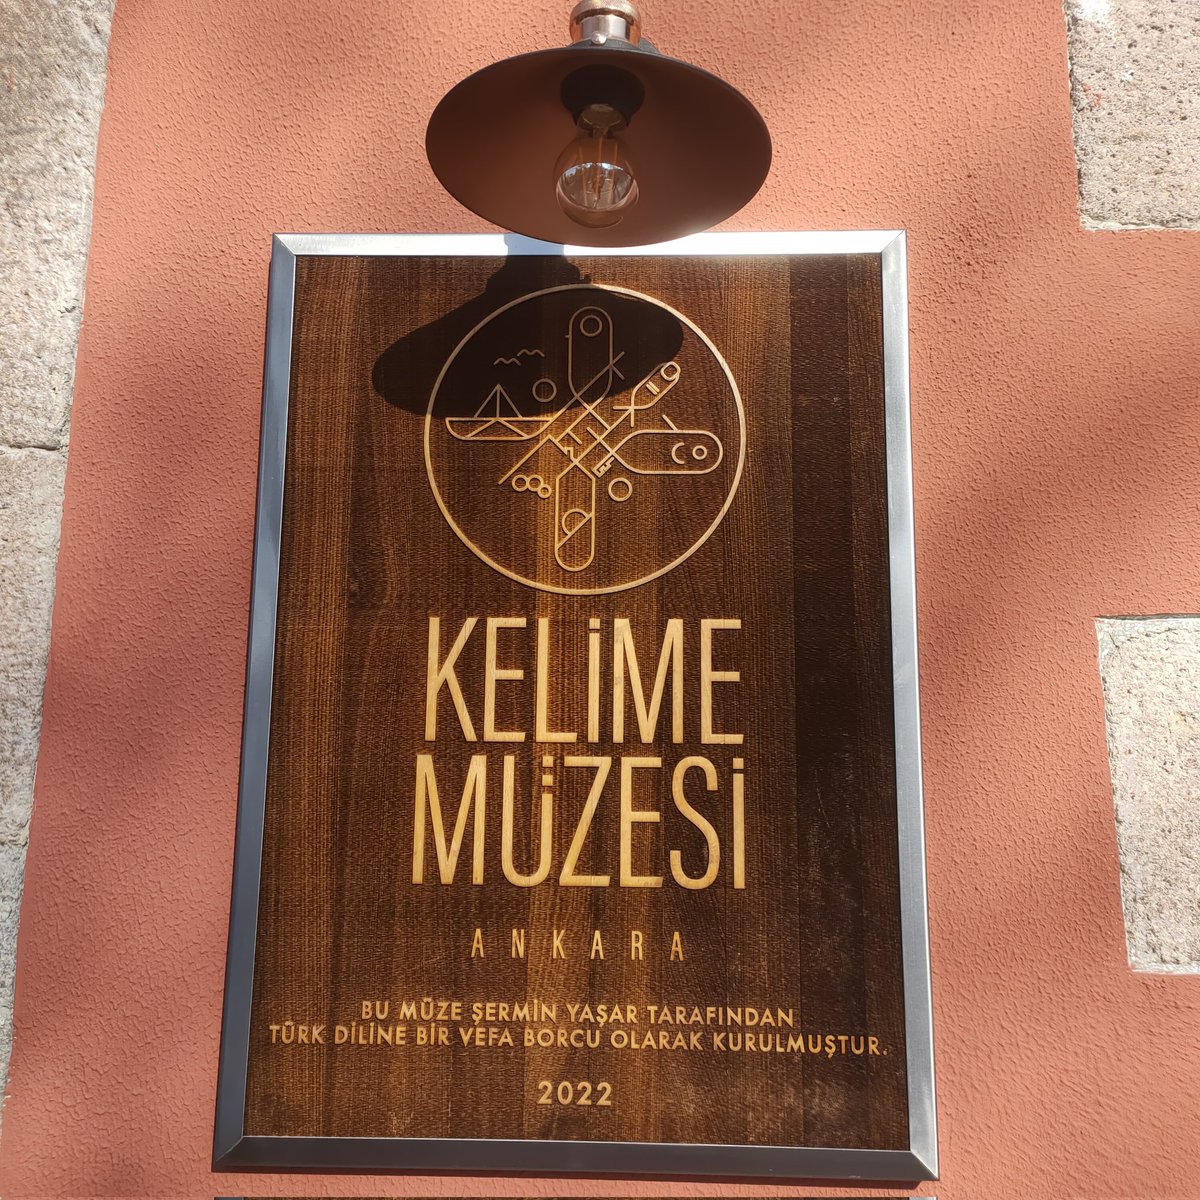 KELİME
MÜZESİ
ANKARA
BU MÜZE ŞERMİN YAŞAR TARAFINDAN
TÜRK DİLİNE BİR VEFA BORCU OLARAK KURULMUŞTUR.
2022